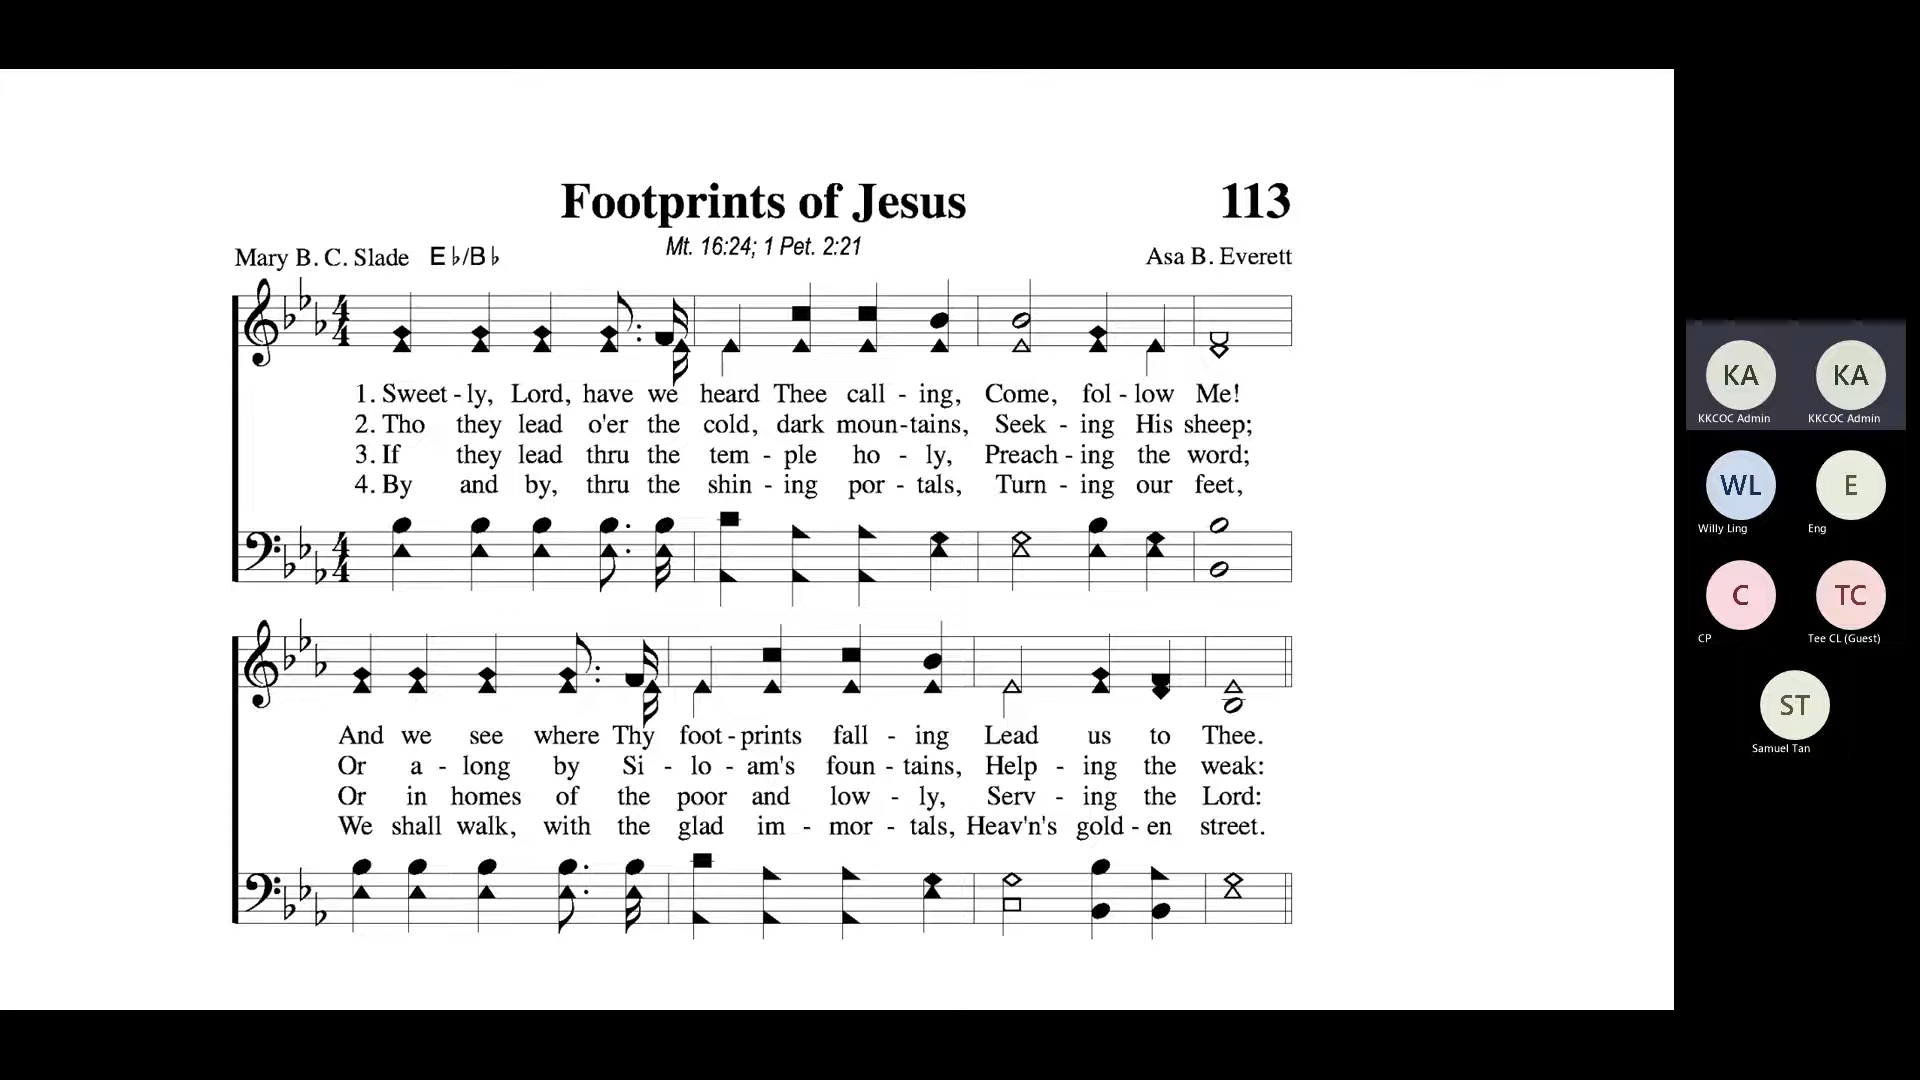 Footprints of Jesus 113
Mt. 16:24; 1 Pet. 2:21
Mary B. C. Slade E♭/B♭ Asa B. Everett
1. Sweet - ly, Lord, have we heard Thee call - ing, Come, fol - low Me!
2. Tho they lead o'er the cold, dark moun - tains, Seek - ing His sheep;
3. If they lead thru the tem - ple ho - ly, Preach - ing the word;
4. By and by, thru the shin - ing por - tals, Turn - ing our feet,
And we see where Thy foot - prints fall - ing Lead us to Thee.
Or a - long by Si - lo - am's foun - tains, Help - ing the weak:
Or in homes of the poor and low - ly, Serv - ing the Lord:
We shall walk, with the glad im - mor - tals, Heav'n's gold - en street.
KA KA
KKCOC Admin KKCOC Admin
WL E
Willy Ling Eng
C TC
CP Tee CL (Guest)
ST
Samuel Tan